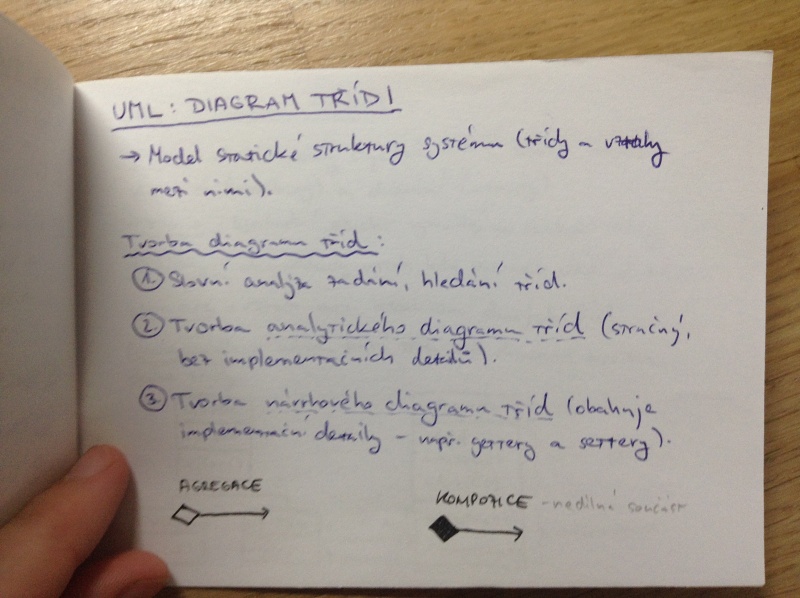 UML: DIAGRAM TŘÍD
→ Model statické struktury systému (třídy a vztahy
mezi nimi).
Tvorba diagramu tříd:
1. Slovní analýza zadání, hledání tříd.
2. Tvorba analytického diagramu tříd (stručný,
bez implementačních detailů).
3. Tvorba návrhového diagramu tříd (obahuje
implementační detaily - např. gettery a settery).
AGREGACE
KOMPOZICE - nedílná součást